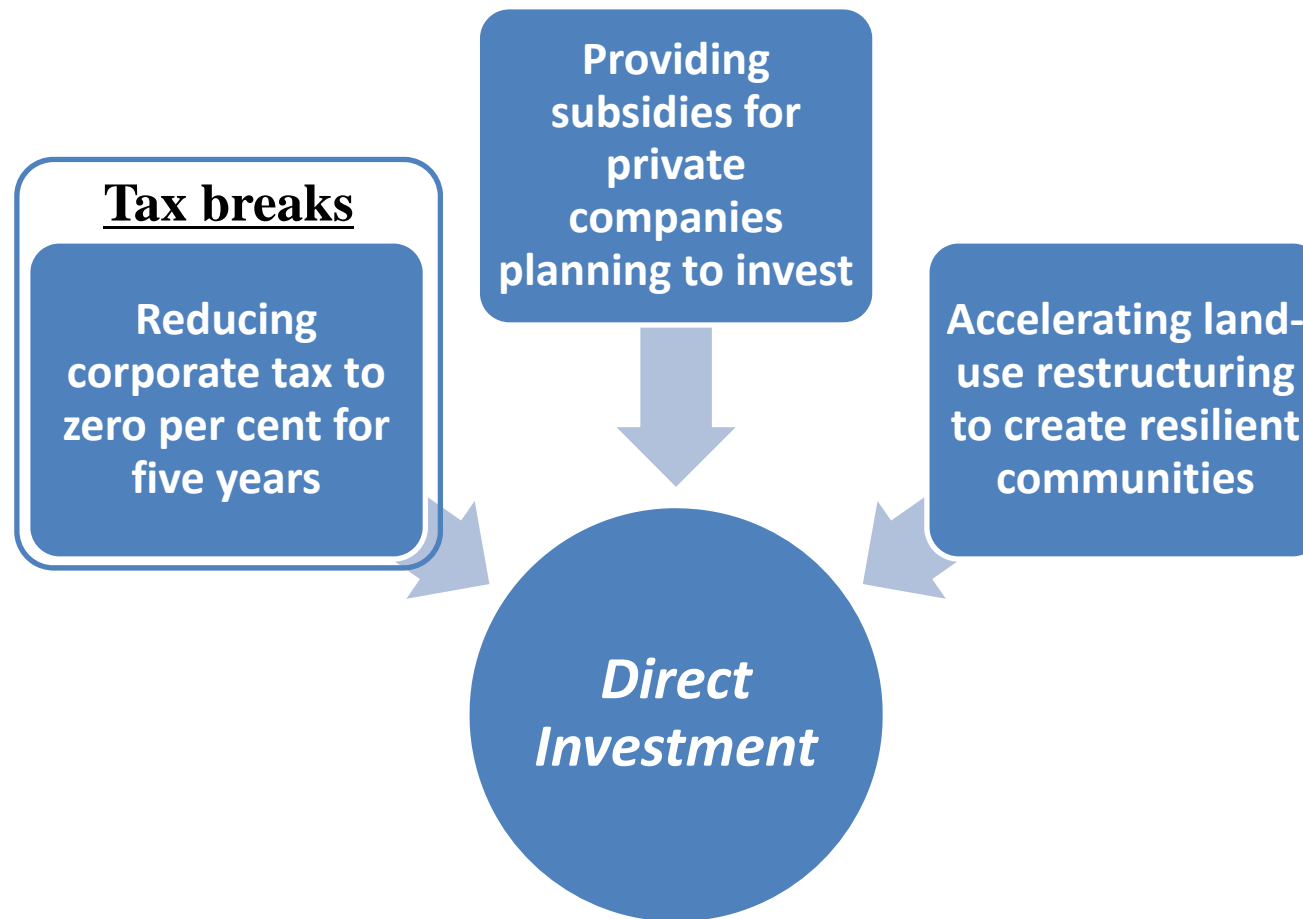 Providing
subsidies for
private
companies
planning to invest
Tax breaks
Reducing
corporate tax to
zero per cent for
five years
Accelerating land-
use restructuring
to create resilient
communities
Direct
Investment